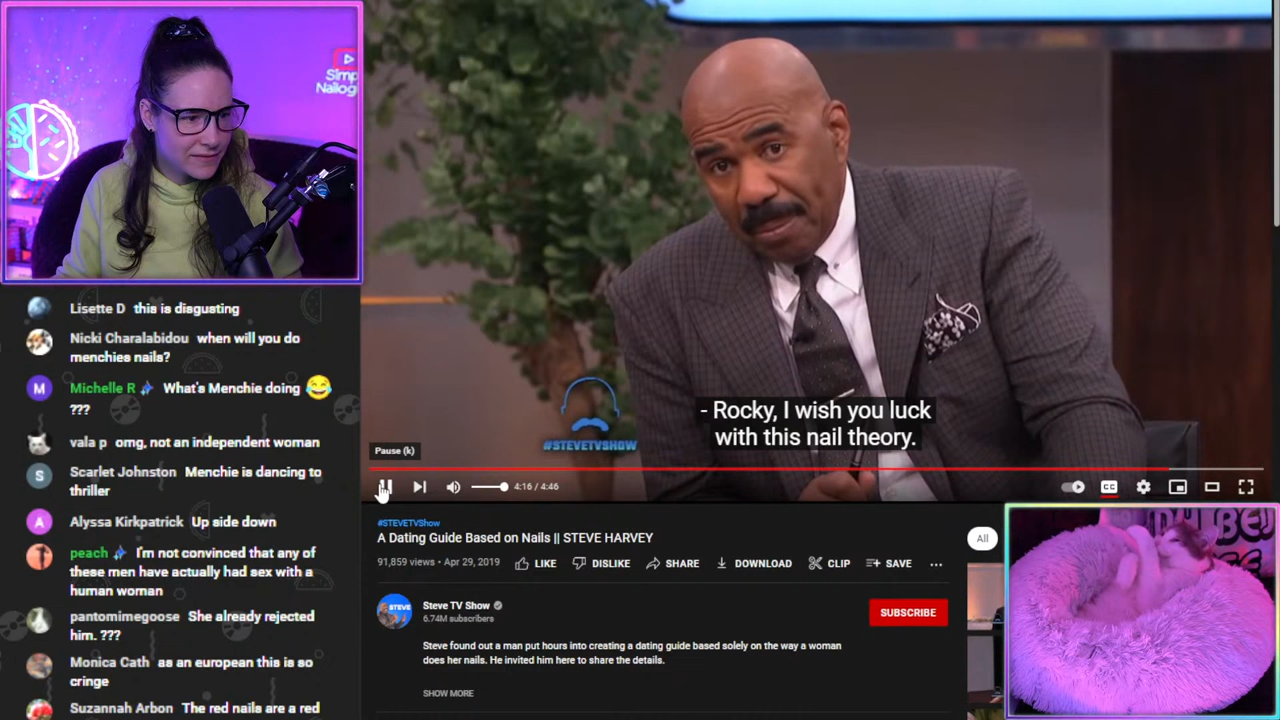 Simp
Nailog
Lisette D this is disgusting
Nicki Charalabidou when will you do
menchies nails?
M
Michelle R What's Menchie doing
???
vala p omg, not an independent woman
S
Scarlet Johnston Menchie is dancing to
thriller
A
Alyssa Kirkpatrick Up side down
peach I'm not convinced that any of
these men have actually had sex with a
human woman
pantomimegoose She already rejected
him. ???
Monica Cath as an european this is so
cringe
Suzannah Arbon The red nails are a red
- Rocky, I wish you luck
with this nail theory.
#STEVETVSHOW
Pause (k)
4:16 / 4:46
CC
#STEVETVShow
A Dating Guide Based on Nails || STEVE HARVEY
All
91,859 views • Apr 29, 2019
LIKE
DISLIKE
SHARE
DOWNLOAD
CLIP
SAVE
STEVE
Steve TV Show
6.74M subscribers
SUBSCRIBE
Steve found out a man put hours into creating a dating guide based solely on the way a woman
does her nails. He invited him here to share the details.
SHOW MORE